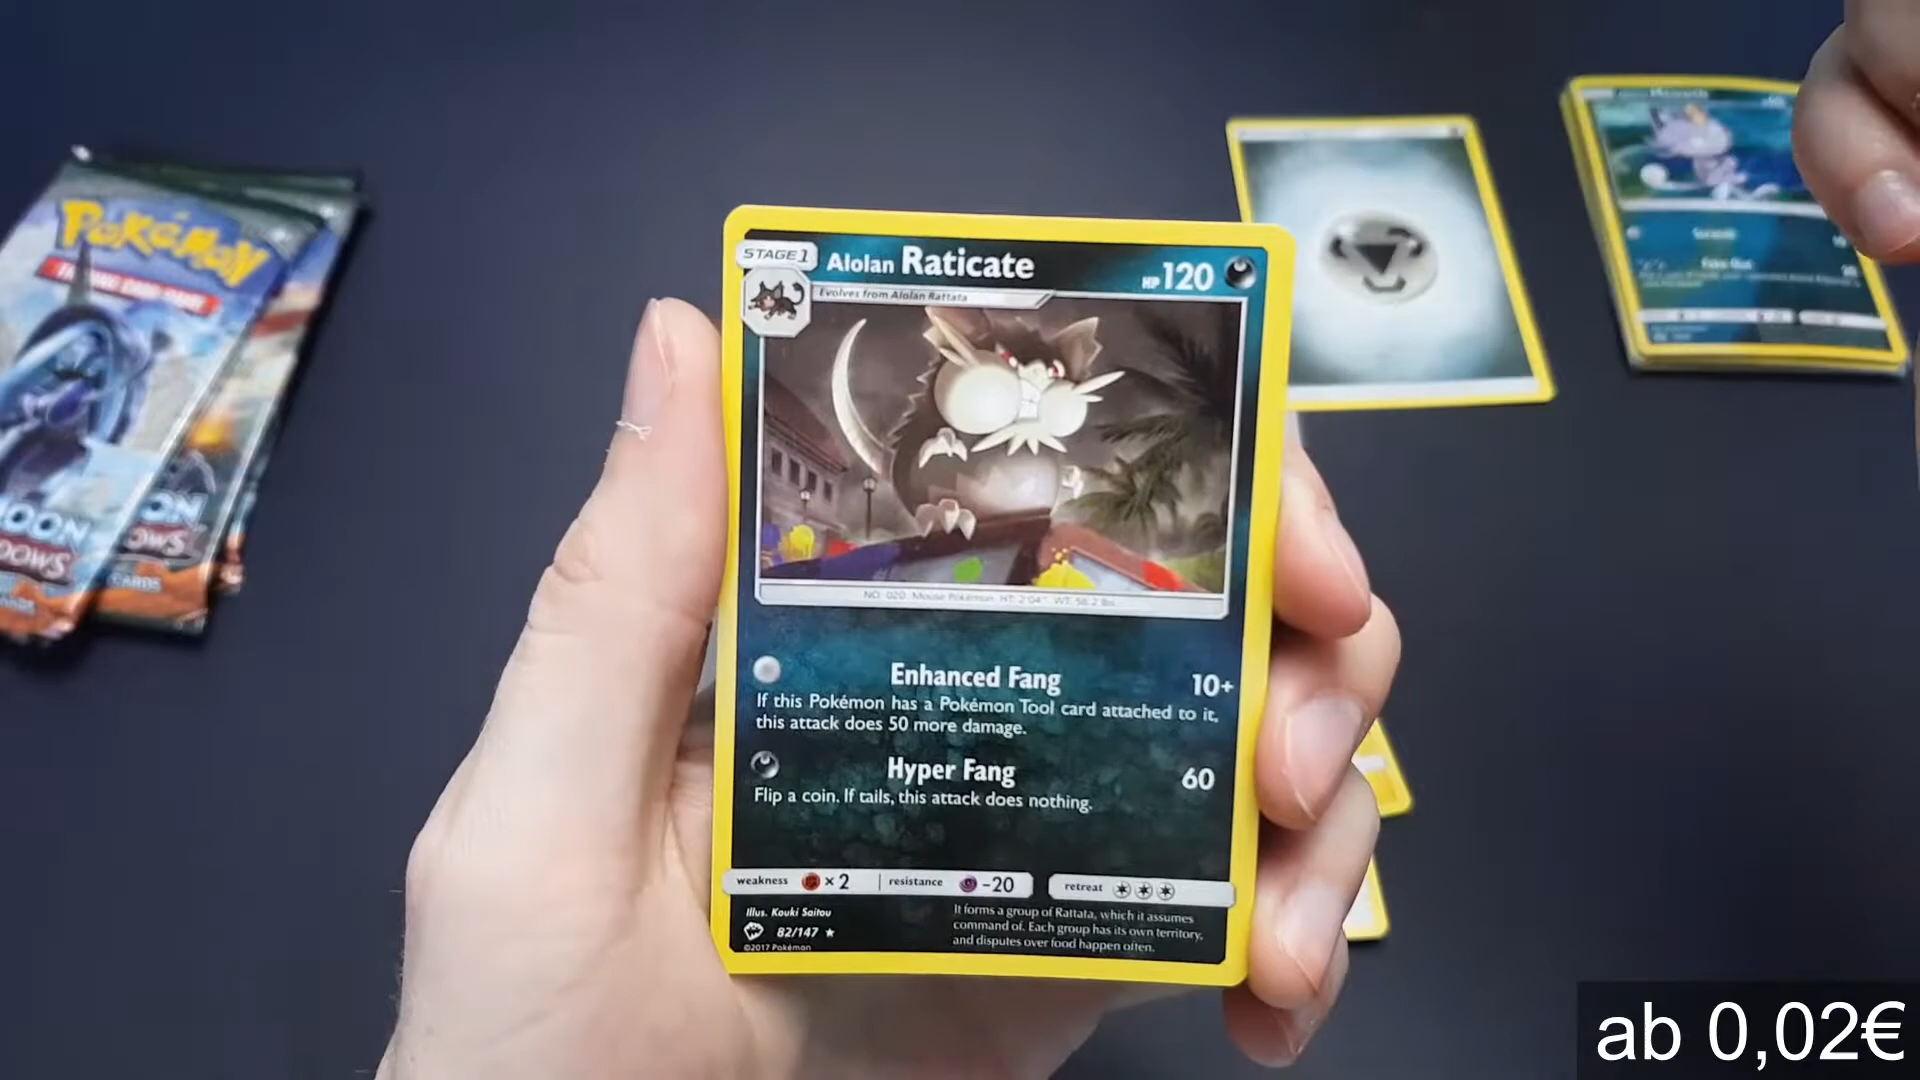 POKéMON
TRADING CARD GAME
MOON
STAGE 1
Alolan Raticate
HP 120
Evolves from Alolan Rattata
NO. 020 Mouse Pokémon HT: 2'04" WT: 56.2 lbs.
Enhanced Fang 10+
If this Pokémon has a Pokémon Tool card attached to it,
this attack does 50 more damage.
Hyper Fang 60
Flip a coin. If tails, this attack does nothing.
weakness ×2 resistance -20 retreat
Illus. Kouki Saitou
82/147 ★
©2017 Pokémon
It forms a group of Rattata, which it assumes
command of. Each group has its own territory,
and disputes over food happen often.
ab 0,02€